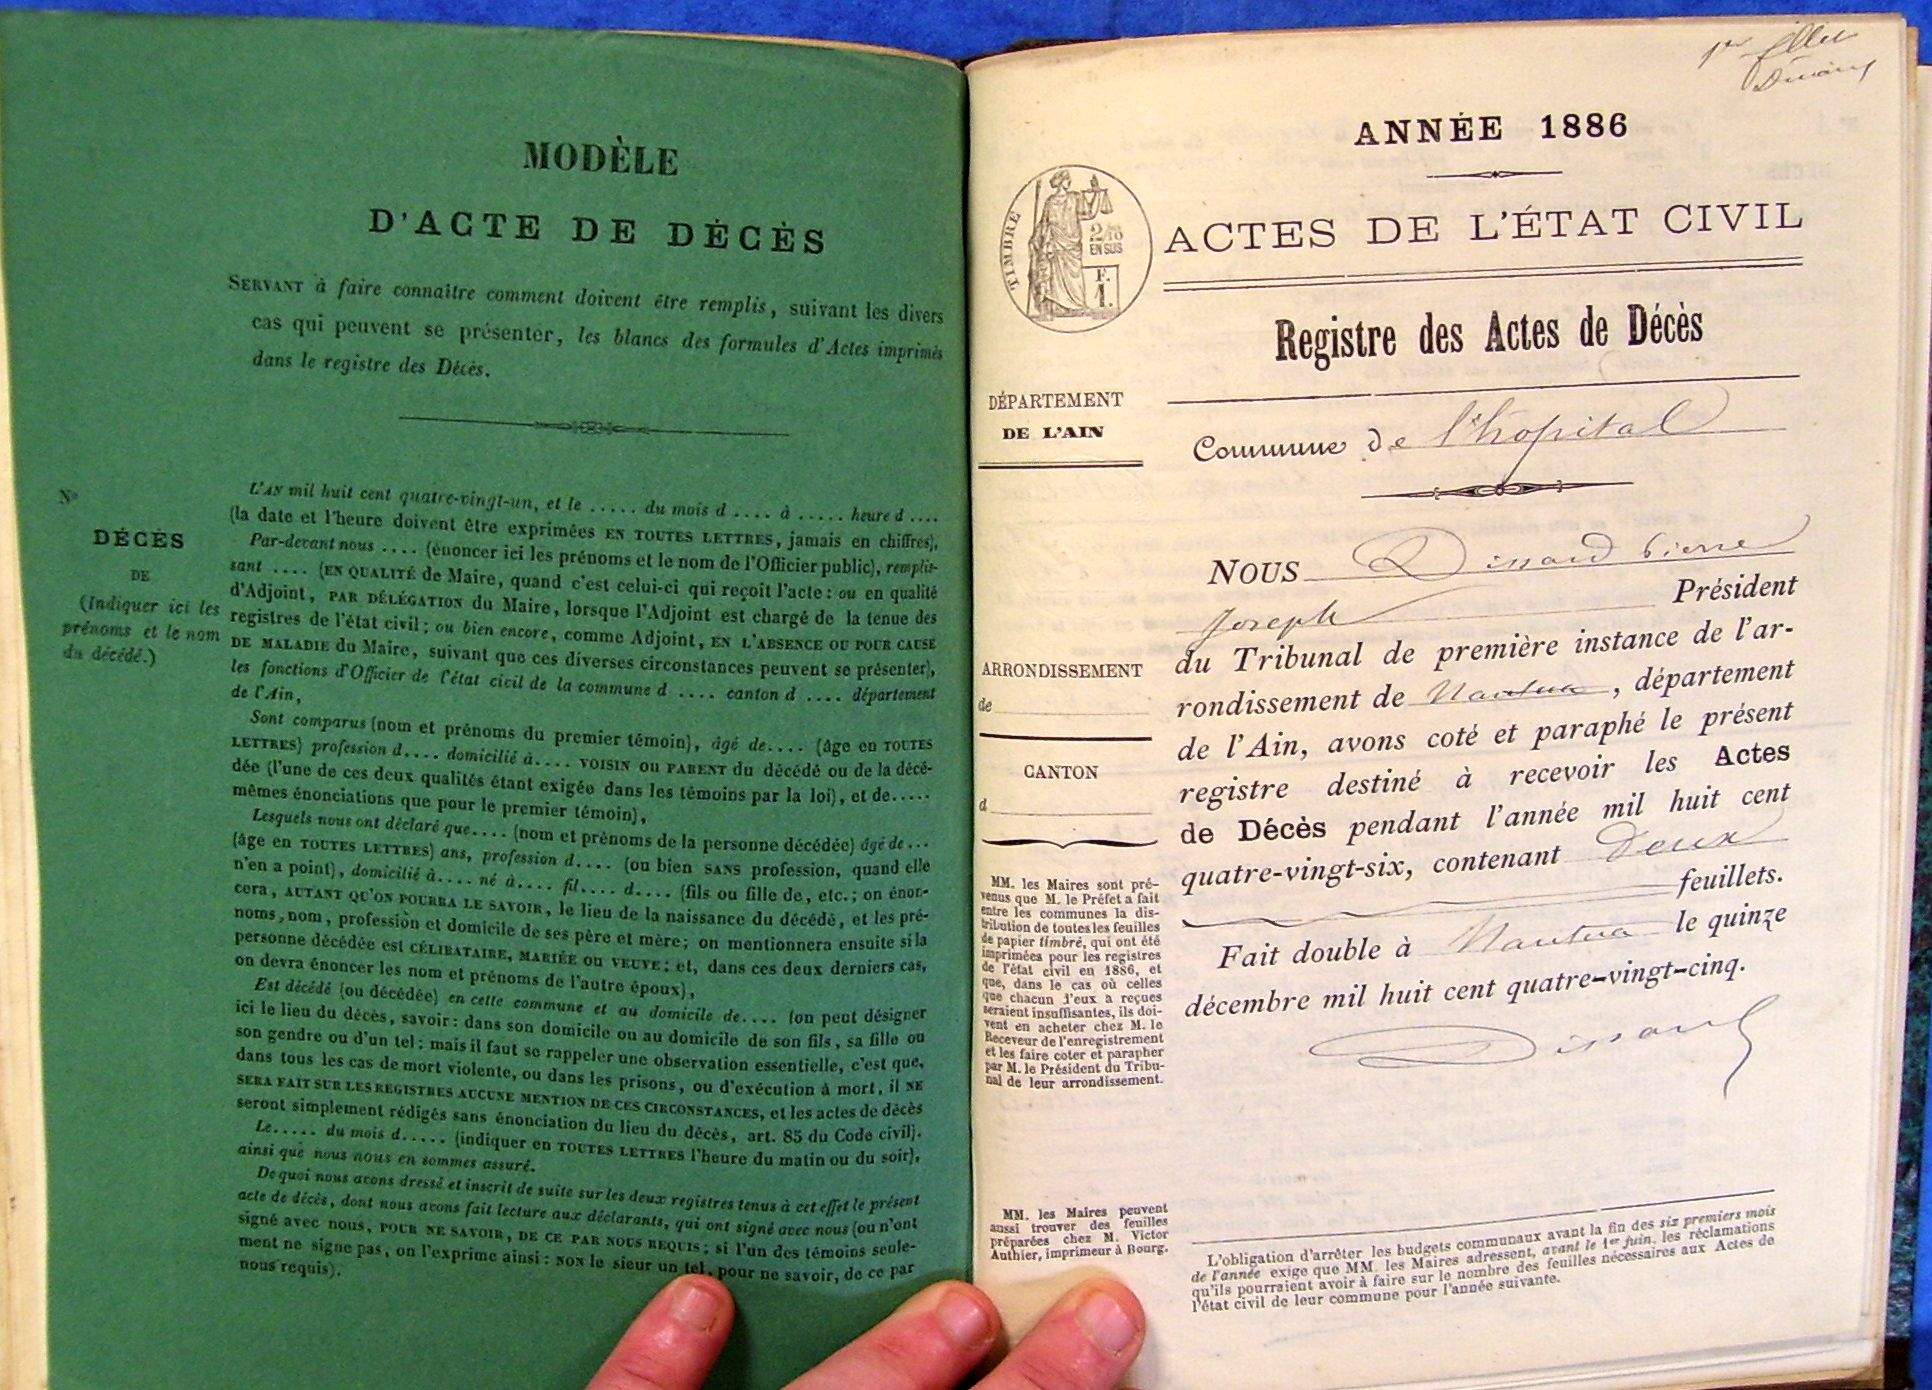 MODÈLE
D'ACTE DE DÉCÈS
SERVANT à faire connaître comment doivent être remplis, suivant les divers
cas qui peuvent se présenter, les blancs des formules d'Actes imprimés
dans le registre des Décès.
N°
DÉCÈS
DE
(Indiquer ici les
prénoms et le nom
du décédé.)
L'AN mil huit cent quatre-vingt-un, et le ..... du mois d .... à ..... heure d ....
(la date et l'heure doivent être exprimées EN TOUTES LETTRES, jamais en chiffres),
Par-devant nous .... (énoncer ici les prénoms et le nom de l'Officier public), remplis-
sant .... (EN QUALITÉ de Maire, quand c'est celui-ci qui reçoit l'acte: ou en qualité
d'Adjoint, PAR DÉLÉGATION du Maire, lorsque l'Adjoint est chargé de la tenue des
registres de l'état civil; ou bien encore, comme Adjoint, EN L'ABSENCE OU POUR CAUSE
DE MALADIE du Maire, suivant que ces diverses circonstances peuvent se présenter),
les fonctions d'Officier de l'état civil de la commune d .... canton d .... département
de l'Ain,
Sont comparus (nom et prénoms du premier témoin), âgé de.... (âge en TOUTES
LETTRES) profession d.... domicilié à.... VOISIN OU PARENT du décédé ou de la décé-
dée (l'une de ces deux qualités étant exigée dans les témoins par la loi), et de.....
mêmes énonciations que pour le premier témoin),
Lesquels nous ont déclaré que.... (nom et prénoms de la personne décédée) âgé de...
(âge en TOUTES LETTRES) ans, profession d.... (ou bien SANS profession, quand elle
n'en a point), domicilié à.... né à.... fil.... d.... (fils ou fille de, etc.; on énon-
cera, AUTANT QU'ON POURRA LE SAVOIR, le lieu de la naissance du décédé, et les pré-
noms, nom, profession et domicile de ses père et mère; on mentionnera ensuite si la
personne décédée est CÉLIBATAIRE, MARIÉE OU VEUVE; et, dans ces deux derniers cas,
on devra énoncer les nom et prénoms de l'autre époux),
Est décédé (ou décédée) en cette commune et au domicile de.... (on peut désigner
ici le lieu du décès, savoir: dans son domicile ou au domicile de son fils, sa fille ou
son gendre ou d'un tel; mais il faut se rappeler une observation essentielle, c'est que,
dans tous les cas de mort violente, ou dans les prisons, ou d'exécution à mort, il NE
SERA FAIT SUR LES REGISTRES AUCUNE MENTION DE CES CIRCONSTANCES, et les actes de décès
seront simplement rédigés sans énonciation du lieu du décès, art. 85 du Code civil).
Le..... du mois d..... (indiquer en TOUTES LETTRES l'heure du matin ou du soir),
ainsi que nous nous en sommes assuré.
De quoi nous avons dressé et inscrit de suite sur les deux registres tenus à cet effet le présent
acte de décès, dont nous avons fait lecture aux déclarants, qui ont signé avec nous (ou n'ont
signé avec nous, POUR NE SAVOIR, DE CE PAR NOUS REQUIS; si l'un des témoins seule-
ment ne signe pas, on l'exprime ainsi: NON le sieur un tel, pour ne savoir, de ce par
nous requis).
ANNÉE 1886
TIMBRE
2/10
EN SUS
F.
1.
ACTES DE L'ÉTAT CIVIL
Registre des Actes de Décès
DÉPARTEMENT
DE L'AIN
Commune de l'hôpital
NOUS Dissard Pierre
Joseph Président
du Tribunal de première instance de l'ar-
rondissement de Nantua, département
de l'Ain, avons coté et paraphé le présent
registre destiné à recevoir les Actes
de Décès pendant l'année mil huit cent
quatre-vingt-six, contenant Deux
feuillets.
Fait double à Nantua le quinze
décembre mil huit cent quatre-vingt-cinq.
Dissard
ARRONDISSEMENT
de
CANTON
d
MM. les Maires sont pré-
venus que M. le Préfet a fait
entre les communes la dis-
tribution de toutes les feuilles
de papier timbré, qui ont été
imprimées pour les registres
de l'état civil en 1886, et
que, dans le cas où celles
que chacun d'eux a reçues
seraient insuffisantes, ils doi-
vent en acheter chez M. le
Receveur de l'enregistrement
et les faire coter et parapher
par M. le Président du Tribu-
nal de leur arrondissement.
MM. les Maires peuvent
aussi trouver des feuilles
préparées chez M. Victor
Authier, imprimeur à Bourg.
L'obligation d'arrêter les budgets communaux avant la fin des six premiers mois
de l'année exige que MM. les Maires adressent, avant le 1er juin, les réclamations
qu'ils pourraient avoir à faire sur le nombre des feuilles nécessaires aux Actes de
l'état civil de leur commune pour l'année suivante.